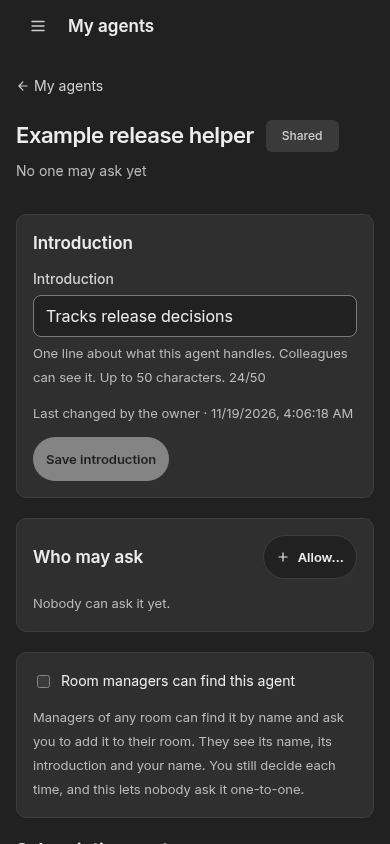 My agents
← My agents
Example release helper
Shared
No one may ask yet
Introduction
Introduction
Tracks release decisions
One line about what this agent handles. Colleagues
can see it. Up to 50 characters. 24/50
Last changed by the owner · 11/19/2026, 4:06:18 AM
Save introduction
Who may ask
+ Allow...
Nobody can ask it yet.
Room managers can find this agent
Managers of any room can find it by name and ask
you to add it to their room. They see its name, its
introduction and your name. You still decide each
time, and this lets nobody ask it one-to-one.